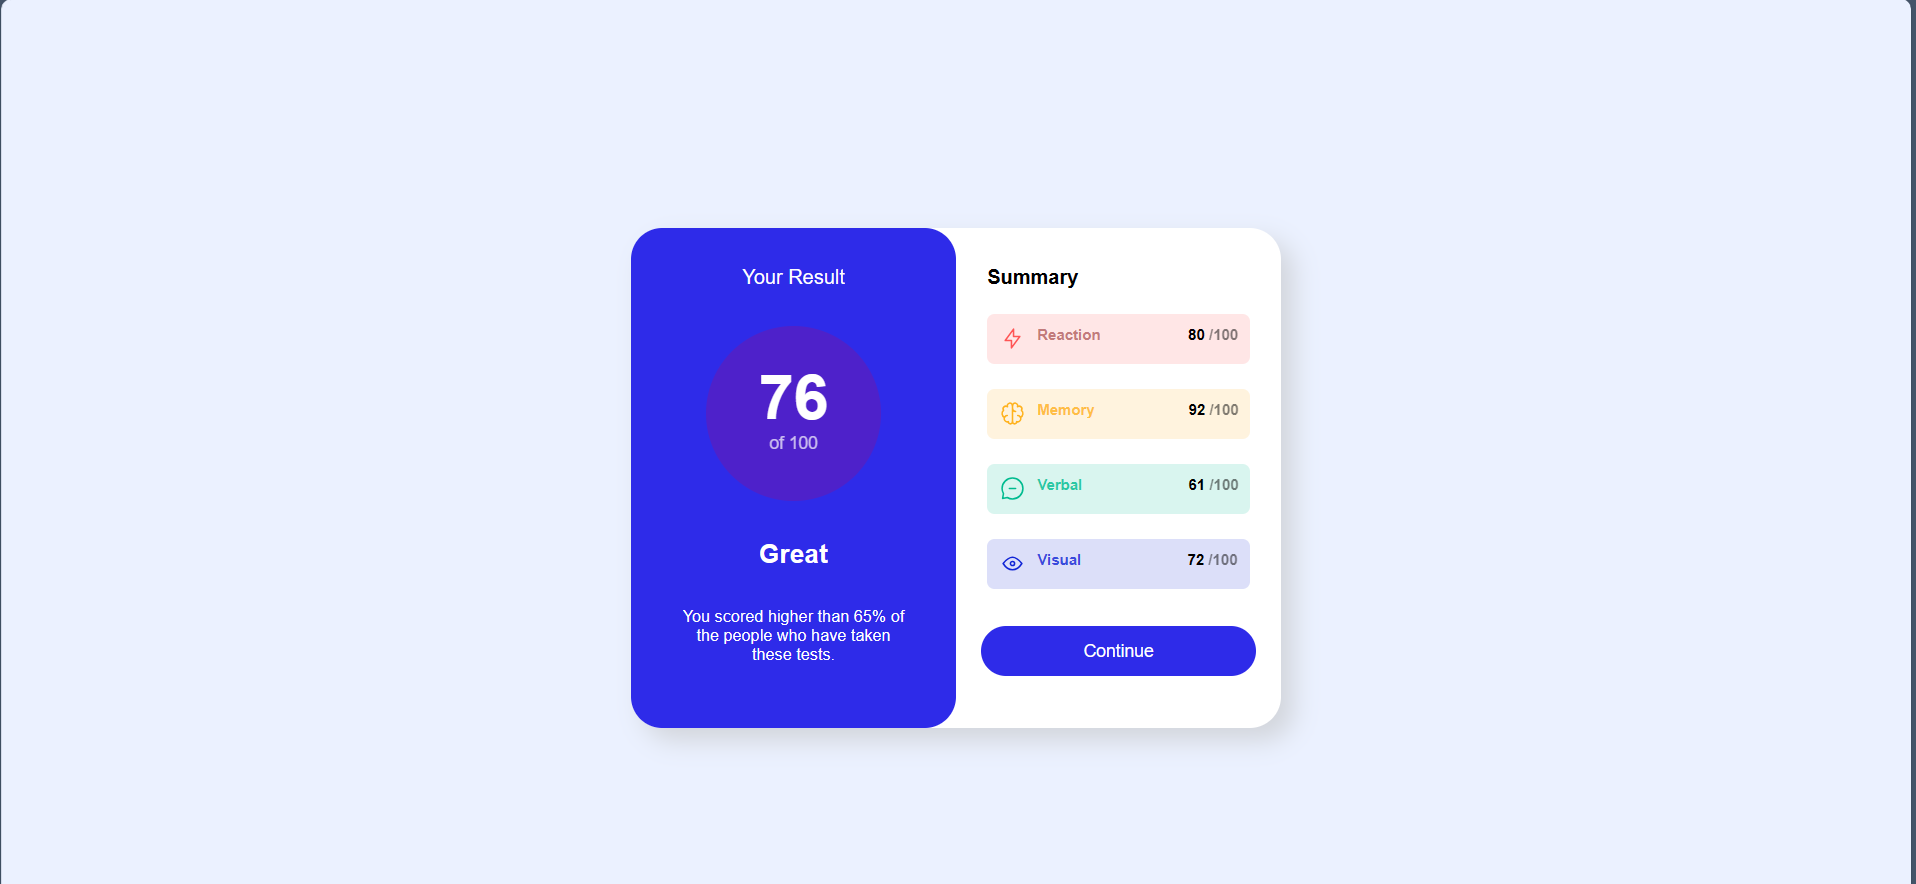 Your Result
76
of 100
Great
You scored higher than 65% of
the people who have taken
these tests.
Summary
Reaction 80 /100
Memory 92 /100
Verbal 61 /100
Visual 72 /100
Continue